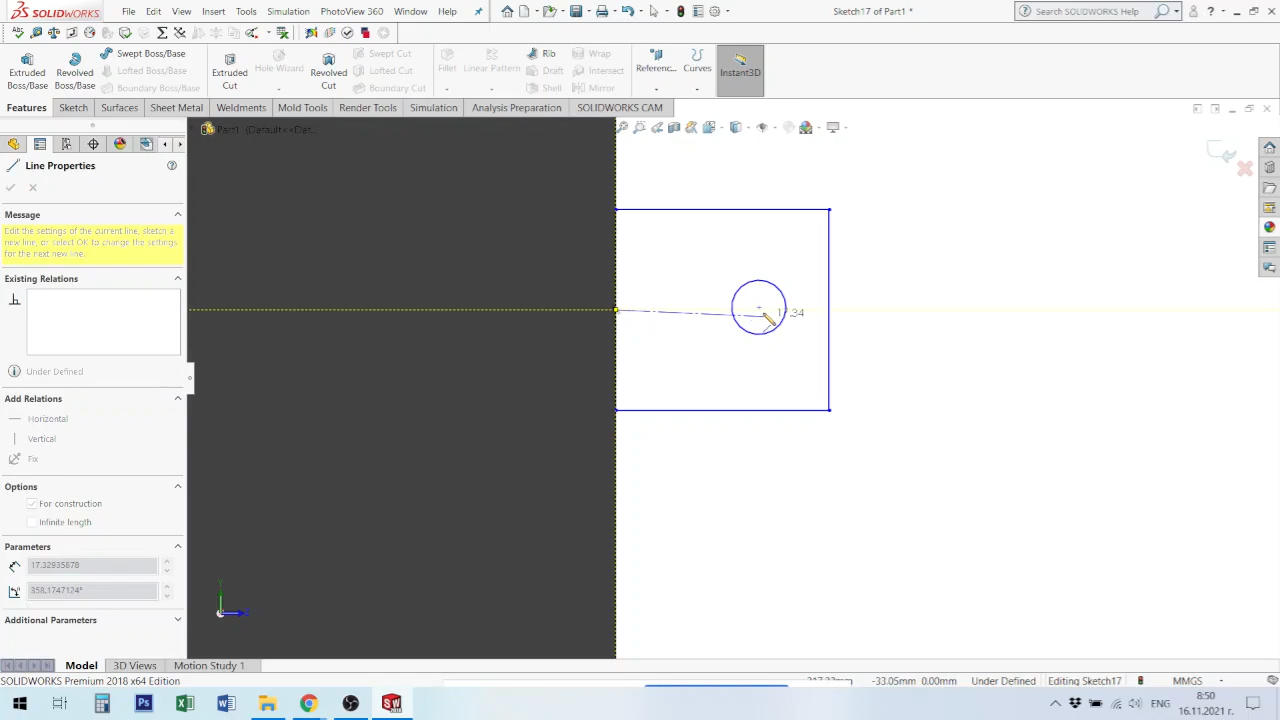 SOLIDWORKS File Edit View Insert Tools Simulation PhotoView 360 Window Help Sketch17 of Part1 * Search SOLIDWORKS Help
Extruded Boss/Base
Revolved Boss/Base
Swept Boss/Base
Lofted Boss/Base
Boundary Boss/Base
Extruded Cut
Hole Wizard
Revolved Cut
Swept Cut
Lofted Cut
Boundary Cut
Fillet
Linear Pattern
Rib
Draft
Shell
Wrap
Intersect
Mirror
Referenc...
Curves
Instant3D
Features Sketch Surfaces Sheet Metal Weldments Mold Tools Render Tools Simulation Analysis Preparation SOLIDWORKS CAM
Part1 (Default<<Def...
Line Properties
Message
Edit the settings of the current line, sketch a
new line, or select OK to change the settings
for the next new line.
Existing Relations
Under Defined
Add Relations
Horizontal
Vertical
Fix
Options
For construction
Infinite length
Parameters
17.32935878
358.1747124°
Additional Parameters
Y
Model 3D Views Motion Study 1
SOLIDWORKS Premium 2018 x64 Edition -33.05mm 0.00mm Under Defined Editing Sketch17 MMGS
ENG
8:50
16.11.2021 г.